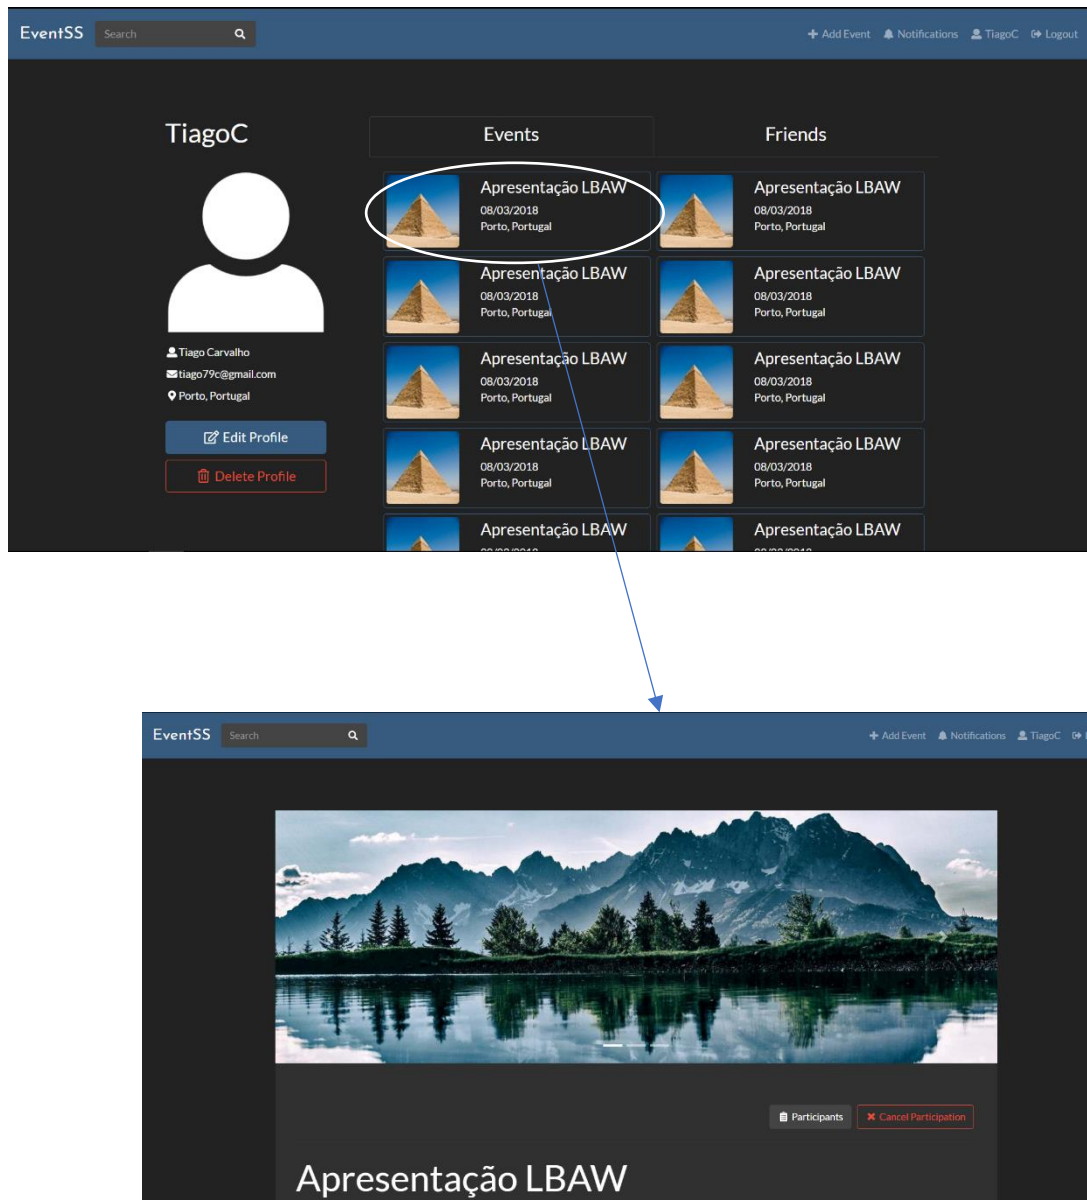 EventSS Search + Add Event Notifications TiagoC Logout
TiagoC
Events Friends
Apresentação LBAW
08/03/2018
Porto, Portugal
Apresentação LBAW
08/03/2018
Porto, Portugal
Apresentação LBAW
08/03/2018
Porto, Portugal
Apresentação LBAW
08/03/2018
Porto, Portugal
Apresentação LBAW
08/03/2018
Porto, Portugal
Apresentação LBAW
08/03/2018
Porto, Portugal
Apresentação LBAW
08/03/2018
Porto, Portugal
Apresentação LBAW
08/03/2018
Porto, Portugal
Apresentação LBAW
Apresentação LBAW
Tiago Carvalho
tiago79c@gmail.com
Porto, Portugal
Edit Profile
Delete Profile
EventSS Search + Add Event Notifications TiagoC
Participants Cancel Participation
Apresentação LBAW